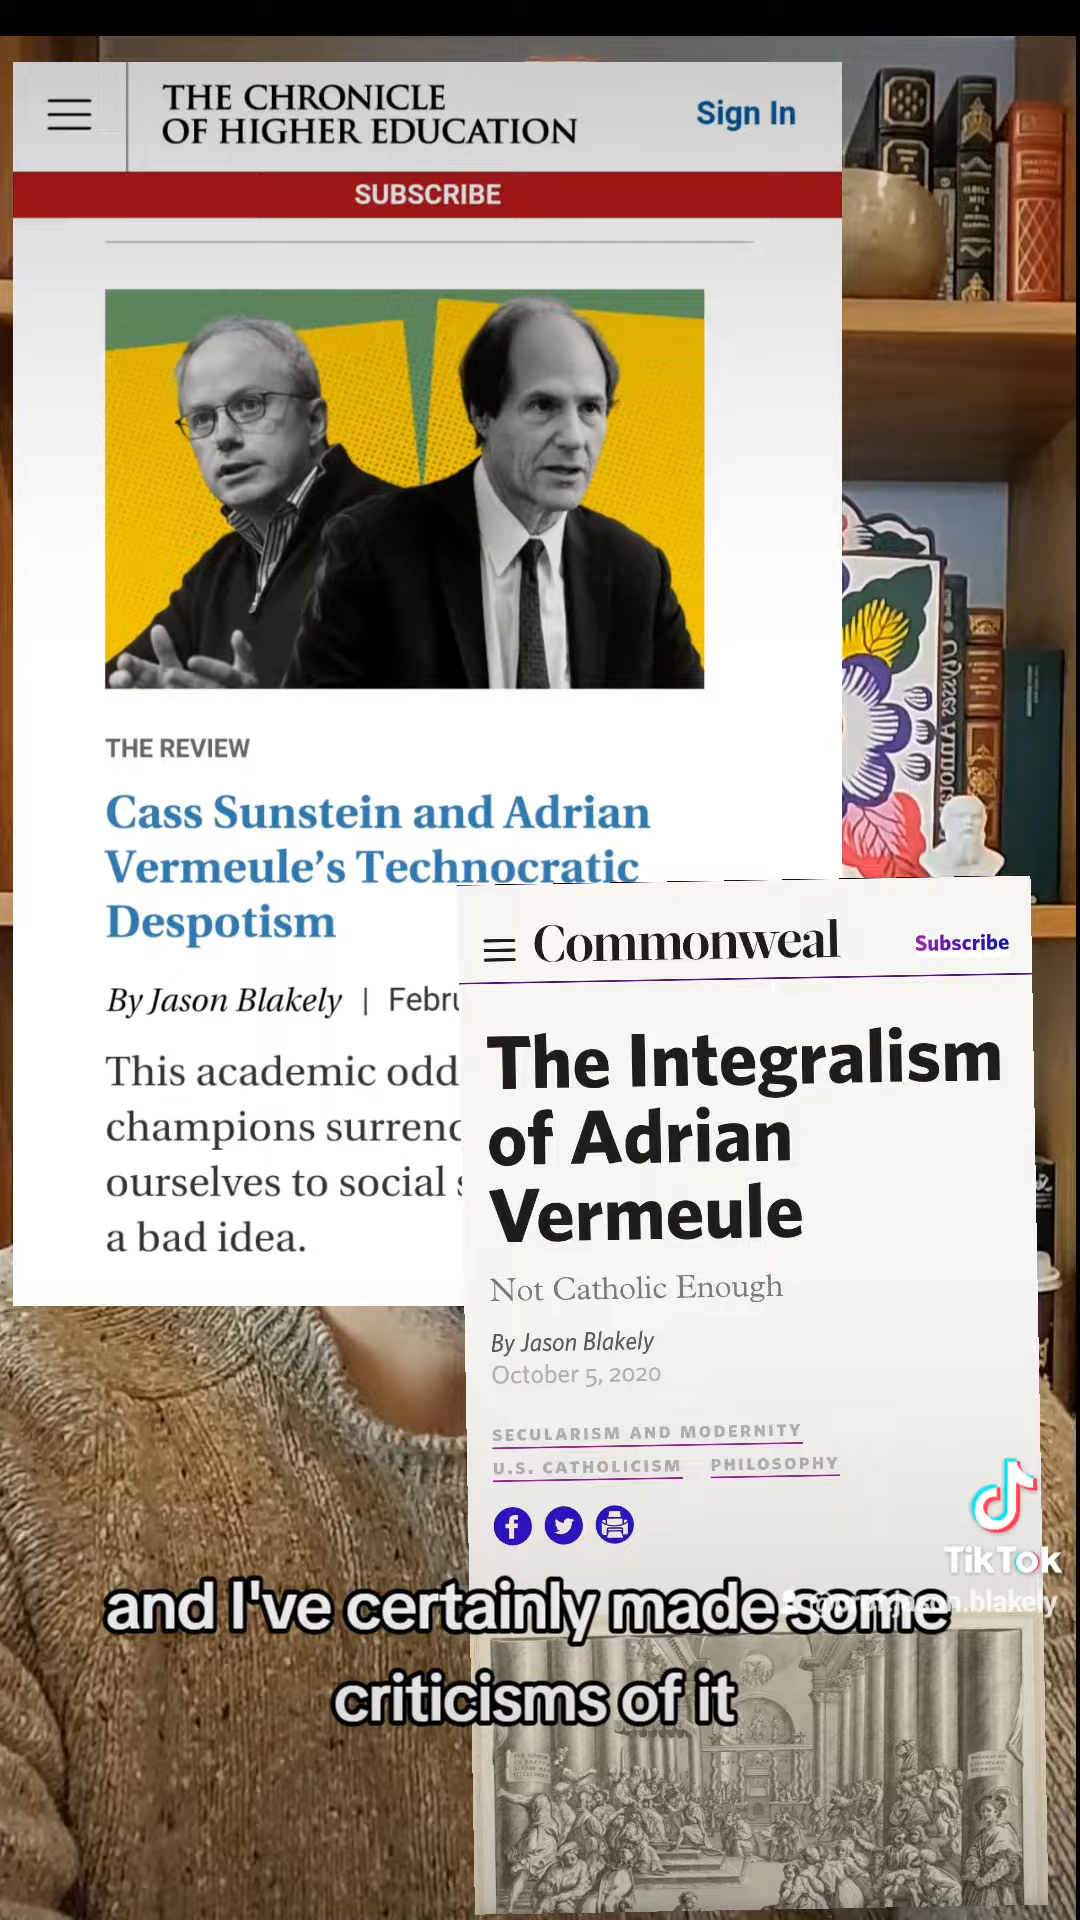 THE CHRONICLE
OF HIGHER EDUCATION
Sign In
SUBSCRIBE
THE REVIEW
Cass Sunstein and Adrian
Vermeule's Technocratic
Despotism
By Jason Blakely | Febru
This academic odd
champions surrend
ourselves to social s
a bad idea.
Commonweal
Subscribe
The Integralism
of Adrian
Vermeule
Not Catholic Enough
By Jason Blakely
October 5, 2020
SECULARISM AND MODERNITY
U.S. CATHOLICISM PHILOSOPHY
TikTok
and I've certainly made some
criticisms of it